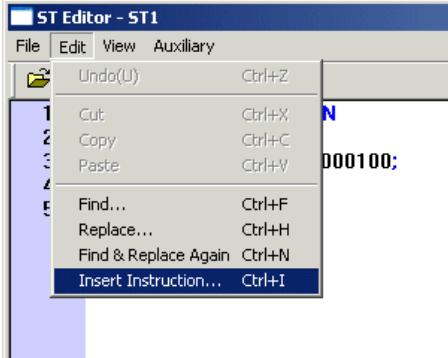 ST Editor - ST1
File Edit View Auxiliary
Undo(U) Ctrl+Z
1 Cut Ctrl+X N
2 Copy Ctrl+C
3 Paste Ctrl+V 000100;
4
5 Find... Ctrl+F
Replace... Ctrl+H
Find & Replace Again Ctrl+N
Insert Instruction... Ctrl+I